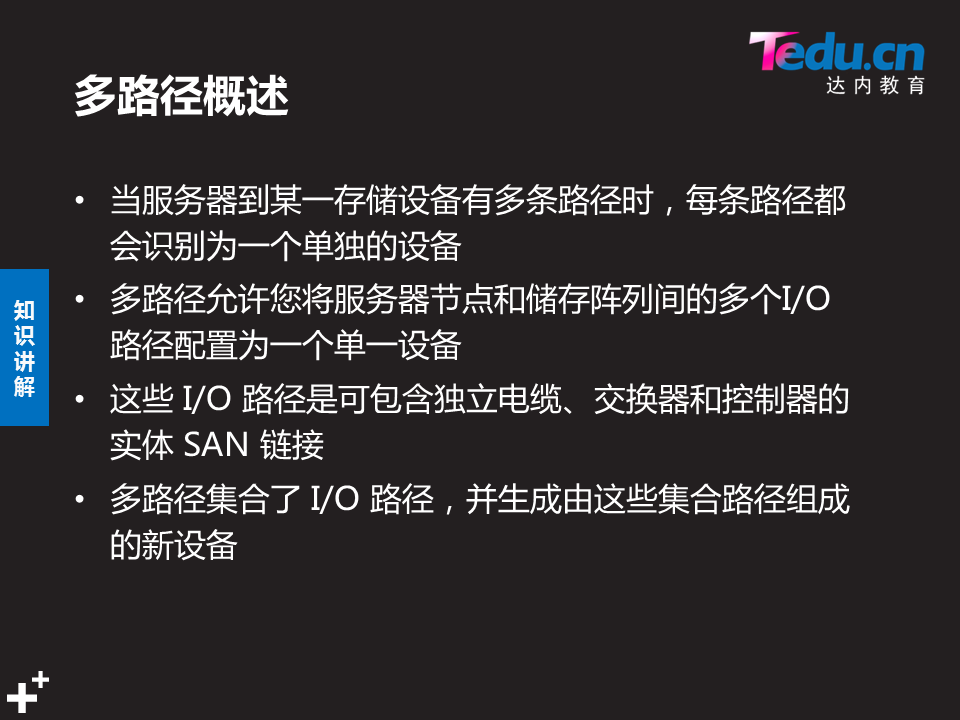 Tedu.cn
达内教育
多路径概述
• 当服务器到某一存储设备有多条路径时，每条路径都
会识别为一个单独的设备
• 多路径允许您将服务器节点和储存阵列间的多个I/O
路径配置为一个单一设备
• 这些 I/O 路径是可包含独立电缆、交换器和控制器的
实体 SAN 链接
• 多路径集合了 I/O 路径，并生成由这些集合路径组成
的新设备
知
识
讲
解